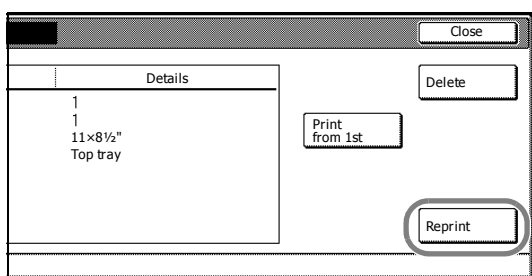 Close
Details
Delete
1
1
11×8½"
Top tray
Print
from 1st
Reprint